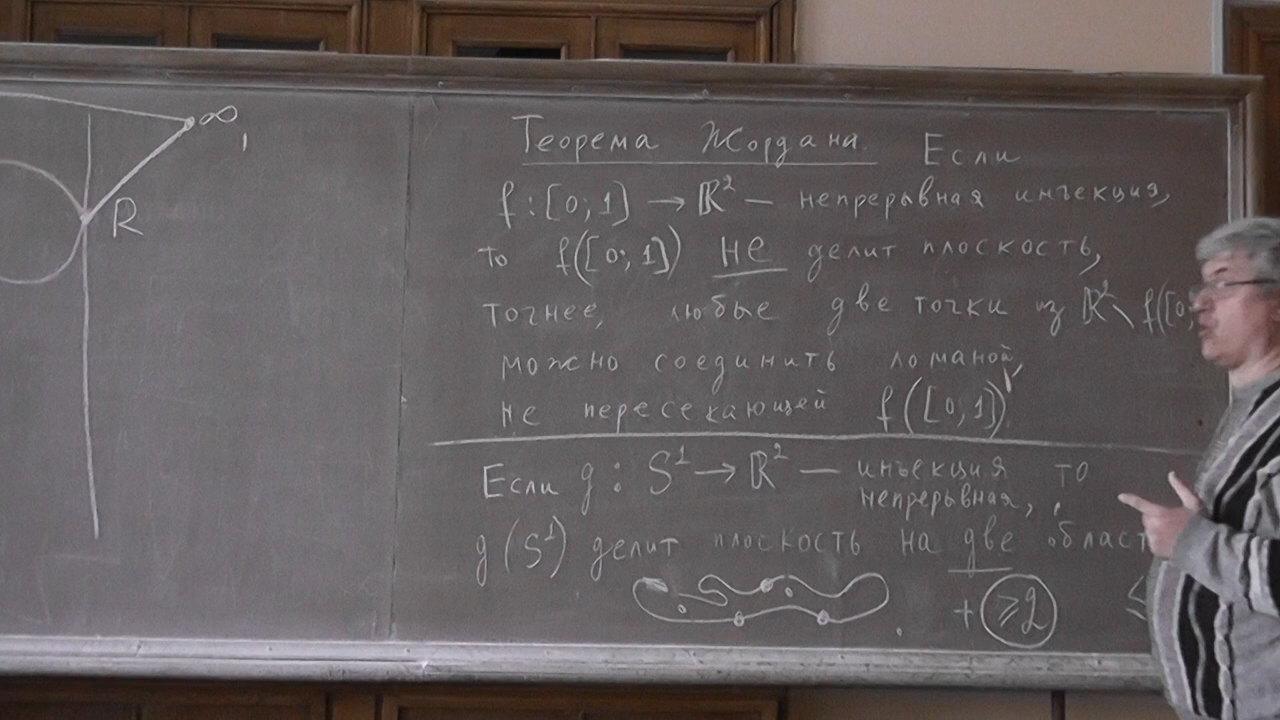 ∞
R
Теорема Жордана. Если
f : [0; 1] → ℝ² — непрерывная инъекция,
то f([0; 1]) не делит плоскость,
точнее, любые две точки из ℝ² \ f([0;
можно соединить ломаной,
не пересекающей f([0, 1]).
Если g : S¹ → ℝ² — инъекция непрерывная, то
g(S¹) делит плоскость на две област
+ ≥2 ≤